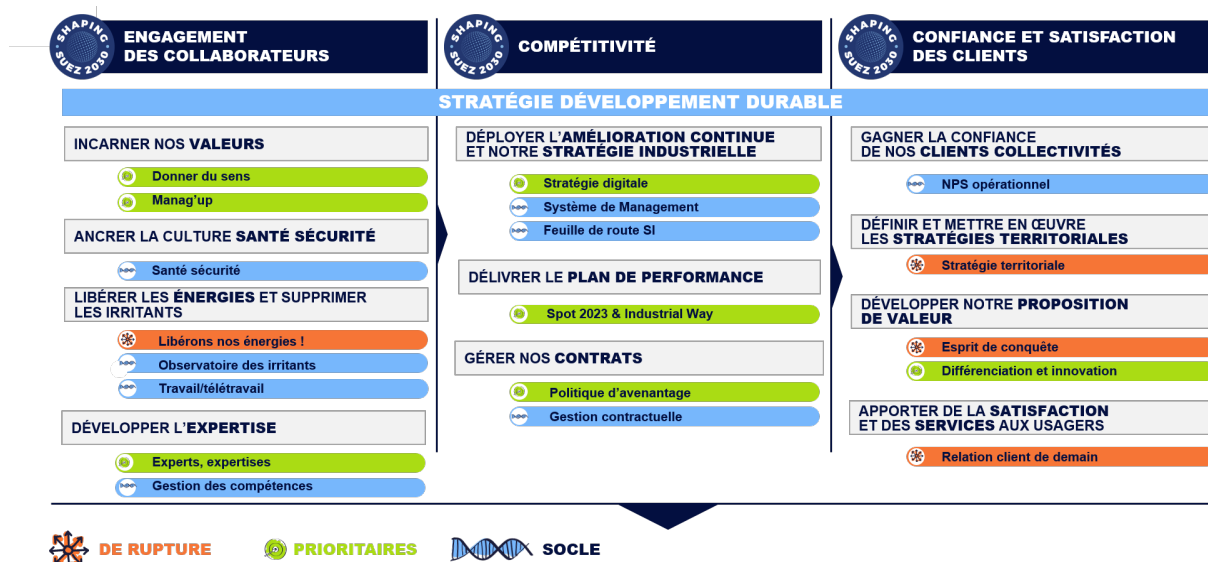 SHAPING
SUEZ 2030
ENGAGEMENT
DES COLLABORATEURS
SHAPING
SUEZ 2030
COMPÉTITIVITÉ
SHAPING
SUEZ 2030
CONFIANCE ET SATISFACTION
DES CLIENTS
STRATÉGIE DÉVELOPPEMENT DURABLE
INCARNER NOS VALEURS
Donner du sens
Manag'up
ANCRER LA CULTURE SANTÉ SÉCURITÉ
Santé sécurité
LIBÉRER LES ÉNERGIES ET SUPPRIMER
LES IRRITANTS
Libérons nos énergies !
Observatoire des irritants
Travail/télétravail
DÉVELOPPER L'EXPERTISE
Experts, expertises
Gestion des compétences
DÉPLOYER L'AMÉLIORATION CONTINUE
ET NOTRE STRATÉGIE INDUSTRIELLE
Stratégie digitale
Système de Management
Feuille de route SI
DÉLIVRER LE PLAN DE PERFORMANCE
Spot 2023 & Industrial Way
GÉRER NOS CONTRATS
Politique d'avenantage
Gestion contractuelle
GAGNER LA CONFIANCE
DE NOS CLIENTS COLLECTIVITÉS
NPS opérationnel
DÉFINIR ET METTRE EN ŒUVRE
LES STRATÉGIES TERRITORIALES
Stratégie territoriale
DÉVELOPPER NOTRE PROPOSITION
DE VALEUR
Esprit de conquête
Différenciation et innovation
APPORTER DE LA SATISFACTION
ET DES SERVICES AUX USAGERS
Relation client de demain
DE RUPTURE
PRIORITAIRES
SOCLE